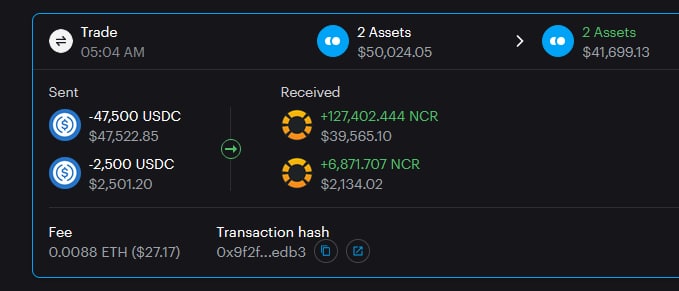 Trade
05:04 AM
2 Assets
$50,024.05
2 Assets
$41,699.13
Sent
Received
-47,500 USDC
$47,522.85
+127,402.444 NCR
$39,565.10
-2,500 USDC
$2,501.20
+6,871.707 NCR
$2,134.02
Fee
0.0088 ETH ($27.17)
Transaction hash
0x9f2f...edb3